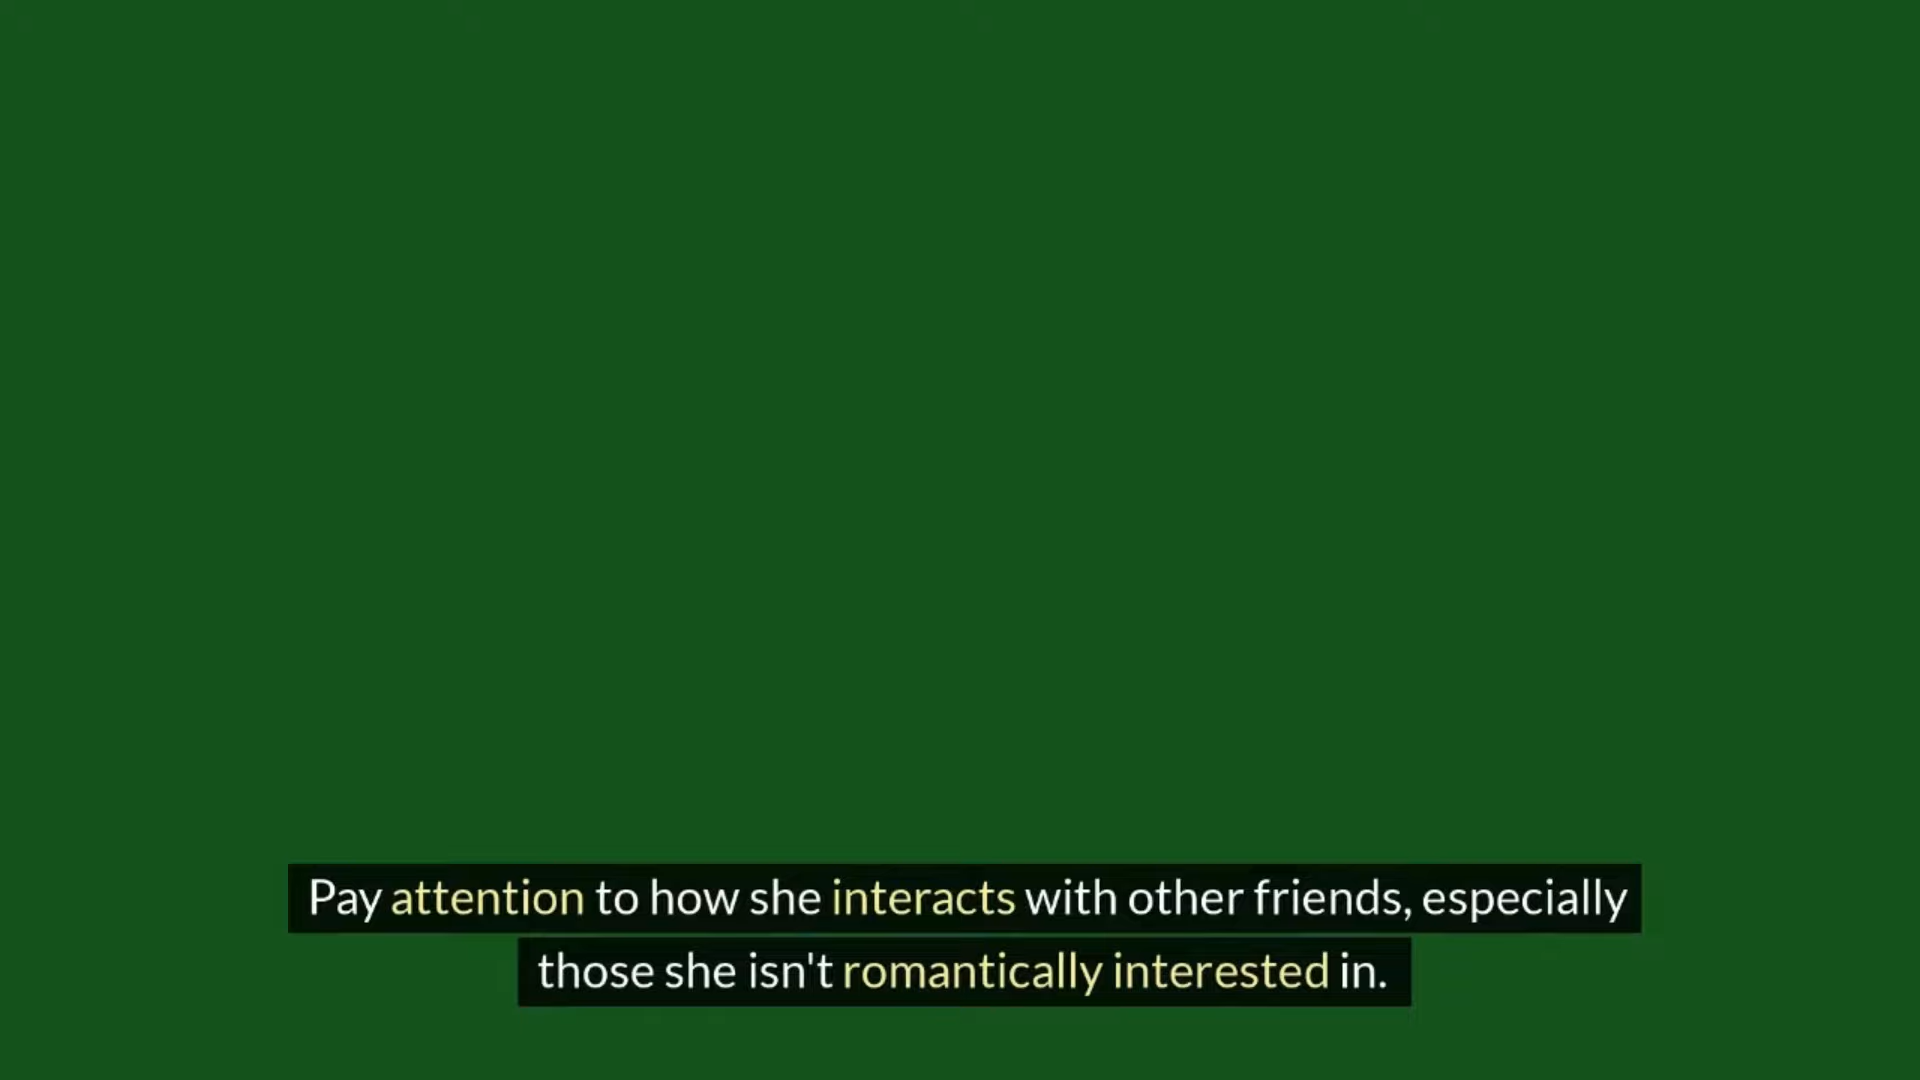 Pay attention to how she interacts with other friends, especially
those she isn't romantically interested in.